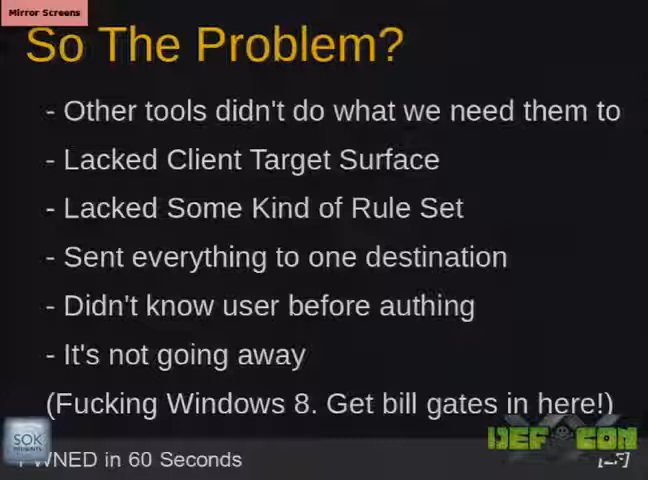 Mirror Screens
So The Problem?
- Other tools didn't do what we need them to
- Lacked Client Target Surface
- Lacked Some Kind of Rule Set
- Sent everything to one destination
- Didn't know user before authing
- It's not going away
(Fucking Windows 8. Get bill gates in here!)
SOK
DEF CON
PWNED in 60 Seconds